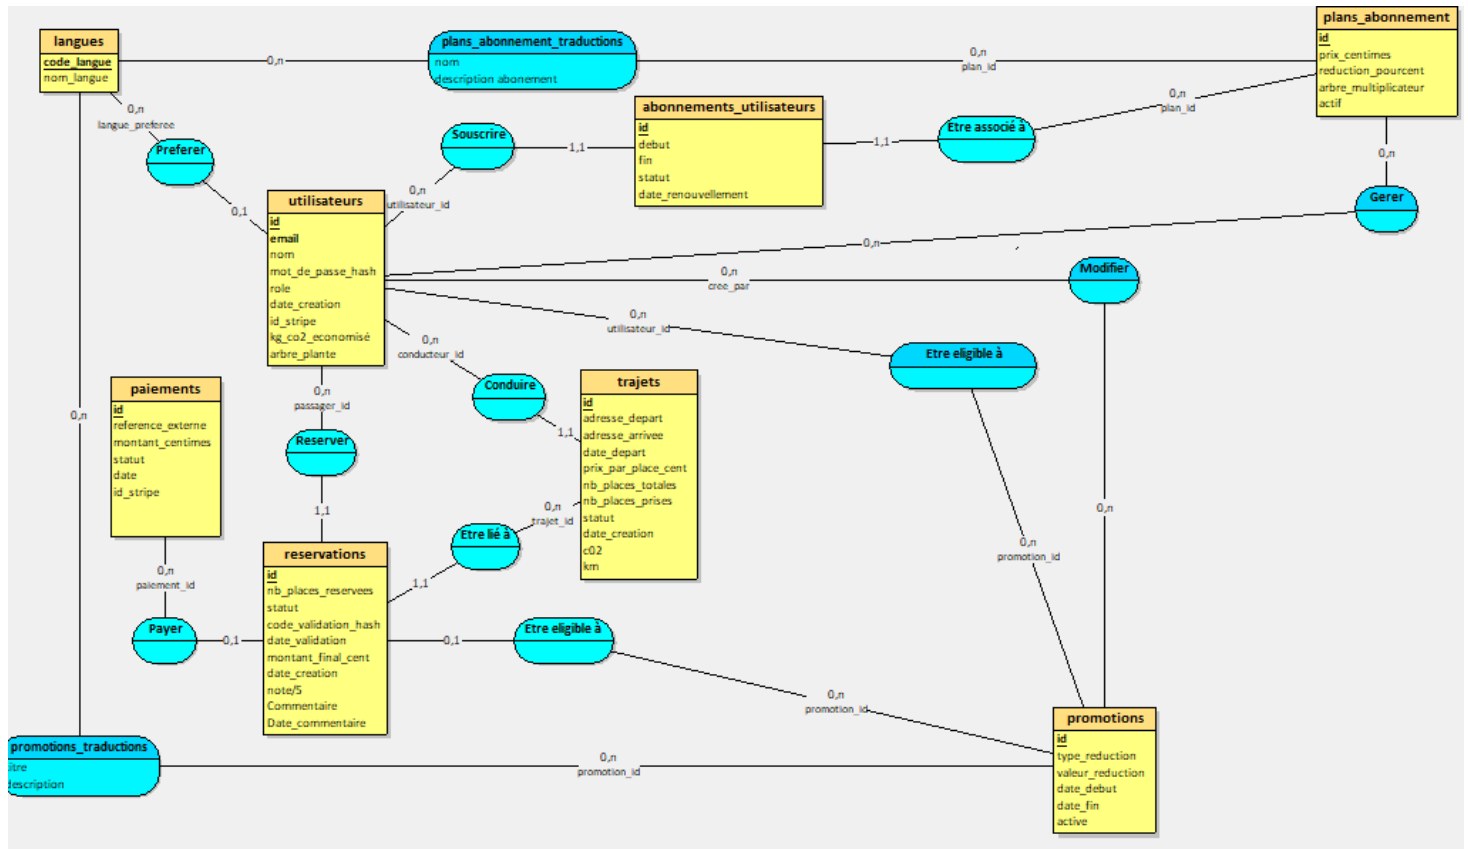 plans_abonnement
id
prix_centimes
reduction_pourcent
arbre_multiplicateur
actif
langues
code_langue
nom_langue
0,n
plans_abonnement_traductions
nom
description abonement
0,n
plan_id
0,n
langue_preferee
Préferer
0,1
Souscrire
1,1
0,n
utilisateur_id
abonnements_utilisateurs
id
debut
fin
statut
date_renouvellement
1,1
Etre associé à
0,n
plan_id
0,n
Gerer
0,n
utilisateurs
id
email
nom
mot_de_passe_hash
role
date_creation
id_stripe
kg_co2_economisé
arbre_plante
0,n
cree_par
Modifier
0,n
0,n
utilisateur_id
Etre eligible à
0,n
promotion_id
0,n
conducteur_id
Conduire
1,1
trajets
id
adresse_depart
adresse_arrivee
date_depart
prix_par_place_cent
nb_places_totales
nb_places_prises
statut
date_creation
c02
km
0,n
passager_id
Reserver
1,1
paiements
id
reference_externe
montant_centimes
statut
date
id_stripe
0,n
0,n
paiement_id
Payer
0,1
reservations
id
nb_places_reservees
statut
code_validation_hash
date_validation
montant_final_cent
date_creation
note/5
Commentaire
Date_commentaire
0,n
trajet_id
Etre lié à
1,1
0,1
Etre eligible à
0,n
promotion_id
promotions
id
type_reduction
valeur_reduction
date_debut
date_fin
active
promotions_traductions
itre
description
0,n
promotion_id